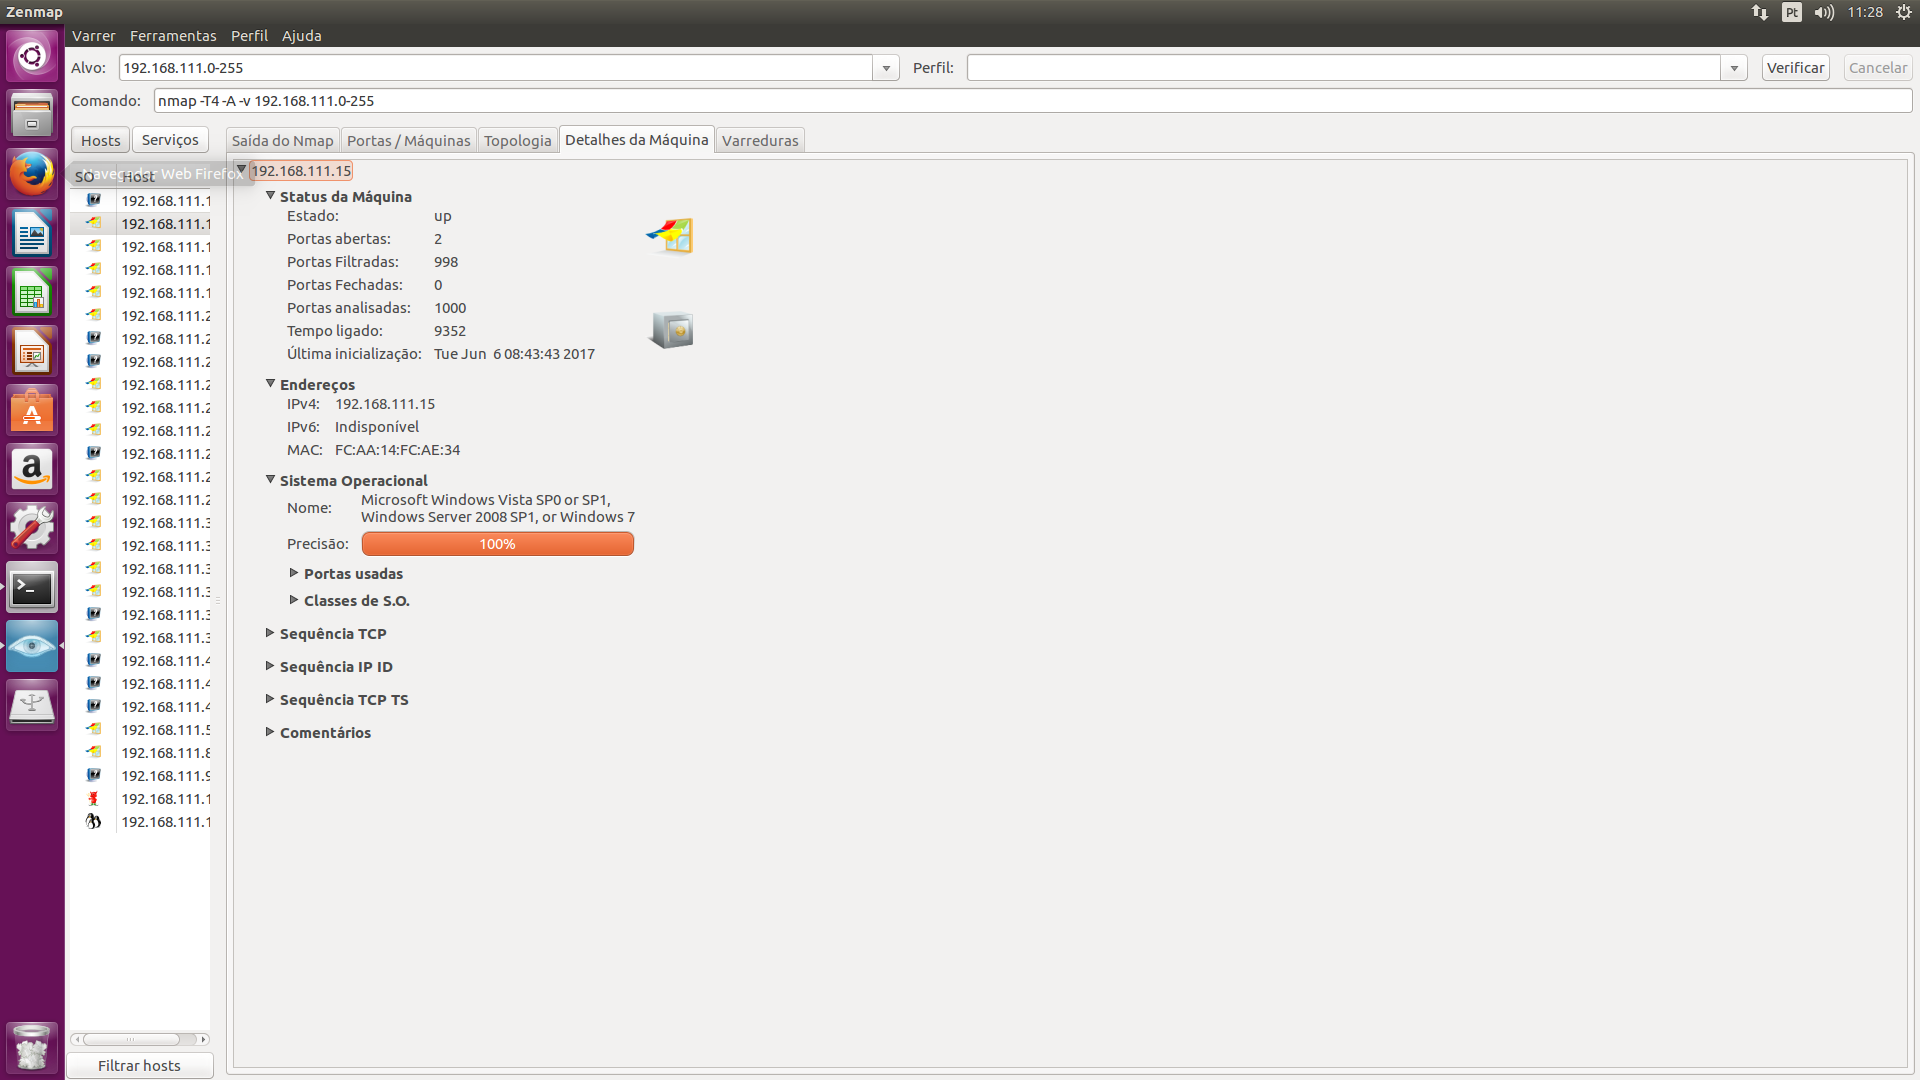 Zenmap
Pt
11:28
Varrer Ferramentas Perfil Ajuda
Alvo: 192.168.111.0-255 Perfil: Verificar Cancelar
Comando: nmap -T4 -A -v 192.168.111.0-255
Hosts Serviços Saída do Nmap Portas / Máquinas Topologia Detalhes da Máquina Varreduras
SO Host
Navegador Web Firefox
192.168.111.1
192.168.111.1
192.168.111.1
192.168.111.1
192.168.111.1
192.168.111.2
192.168.111.2
192.168.111.2
192.168.111.2
192.168.111.2
192.168.111.2
192.168.111.2
192.168.111.2
192.168.111.2
192.168.111.3
192.168.111.3
192.168.111.3
192.168.111.3
192.168.111.3
192.168.111.3
192.168.111.4
192.168.111.4
192.168.111.4
192.168.111.5
192.168.111.8
192.168.111.9
192.168.111.1
192.168.111.1
Filtrar hosts
192.168.111.15
Status da Máquina
Estado: up
Portas abertas: 2
Portas Filtradas: 998
Portas Fechadas: 0
Portas analisadas: 1000
Tempo ligado: 9352
Última inicialização: Tue Jun 6 08:43:43 2017
Endereços
IPv4: 192.168.111.15
IPv6: Indisponível
MAC: FC:AA:14:FC:AE:34
Sistema Operacional
Nome: Microsoft Windows Vista SP0 or SP1,
Windows Server 2008 SP1, or Windows 7
Precisão: 100%
Portas usadas
Classes de S.O.
Sequência TCP
Sequência IP ID
Sequência TCP TS
Comentários